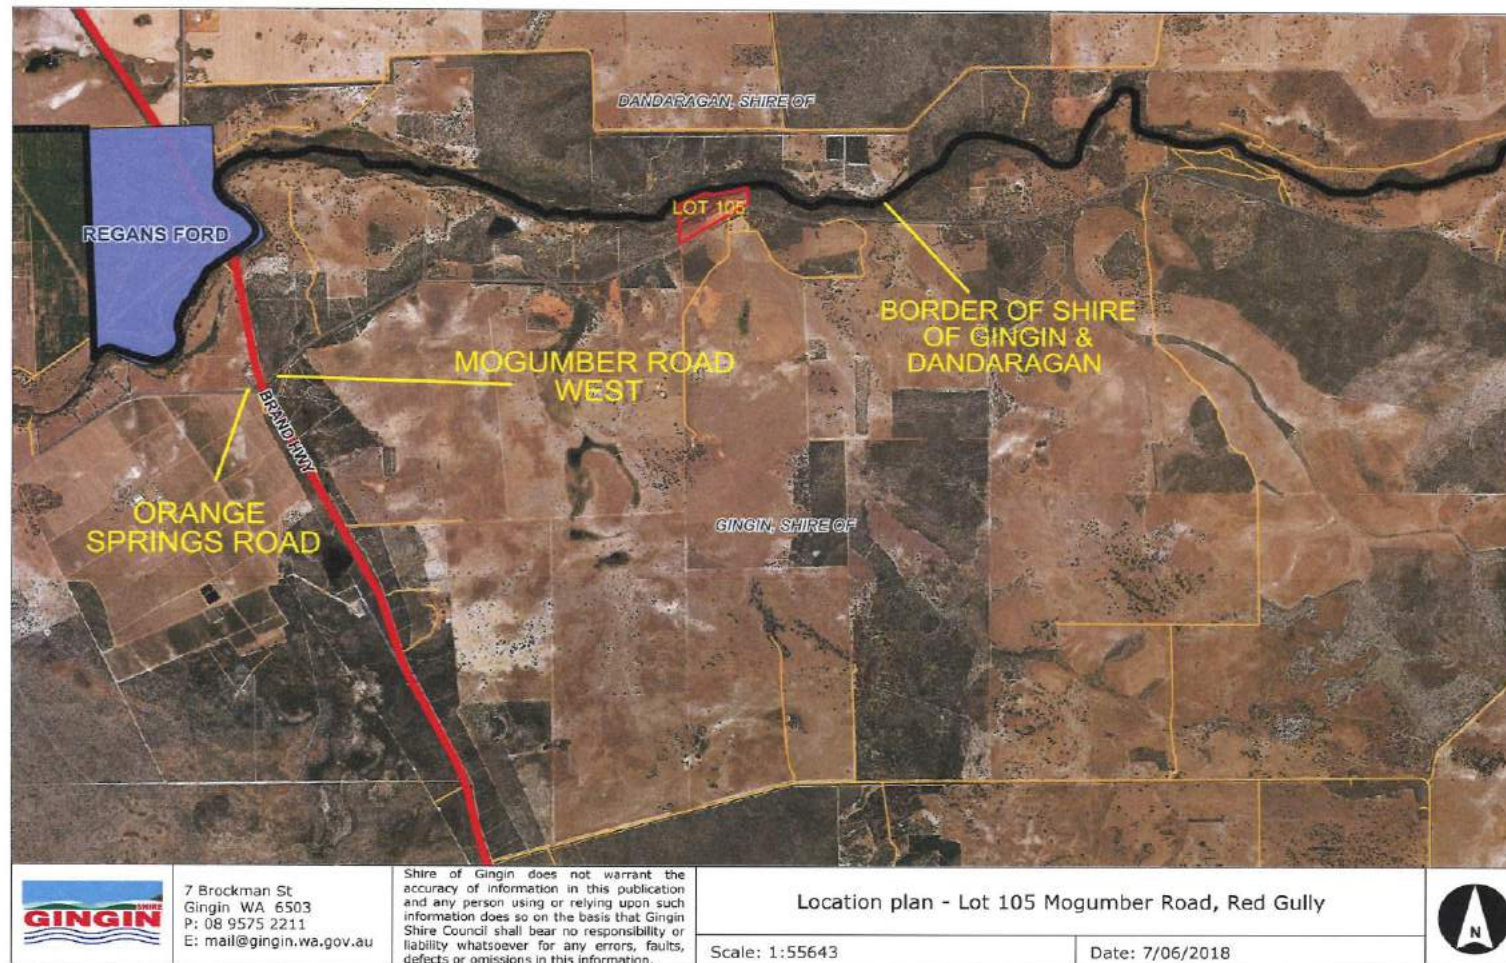 DANDARAGAN, SHIRE OF
LOT 105
REGANS FORD
BORDER OF SHIRE
OF GINGIN &
DANDARAGAN
MOGUMBER ROAD
WEST
BRAND HWY
ORANGE
SPRINGS ROAD
GINGIN, SHIRE OF
SHIRE
GINGIN
7 Brockman St
Gingin WA 6503
P: 08 9575 2211
E: mail@gingin.wa.gov.au
Shire of Gingin does not warrant the
accuracy of information in this publication
and any person using or relying upon such
information does so on the basis that Gingin
Shire Council shall bear no responsibility or
liability whatsoever for any errors, faults,
defects or omissions in this information.
Location plan - Lot 105 Mogumber Road, Red Gully
Scale: 1:55643
Date: 7/06/2018
N